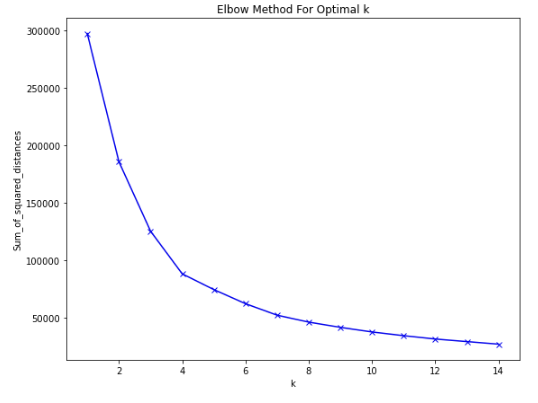 Elbow Method For Optimal k
300000
250000
200000
150000
100000
50000
Sum_of_squared_distances
2 4 6 8 10 12 14
k